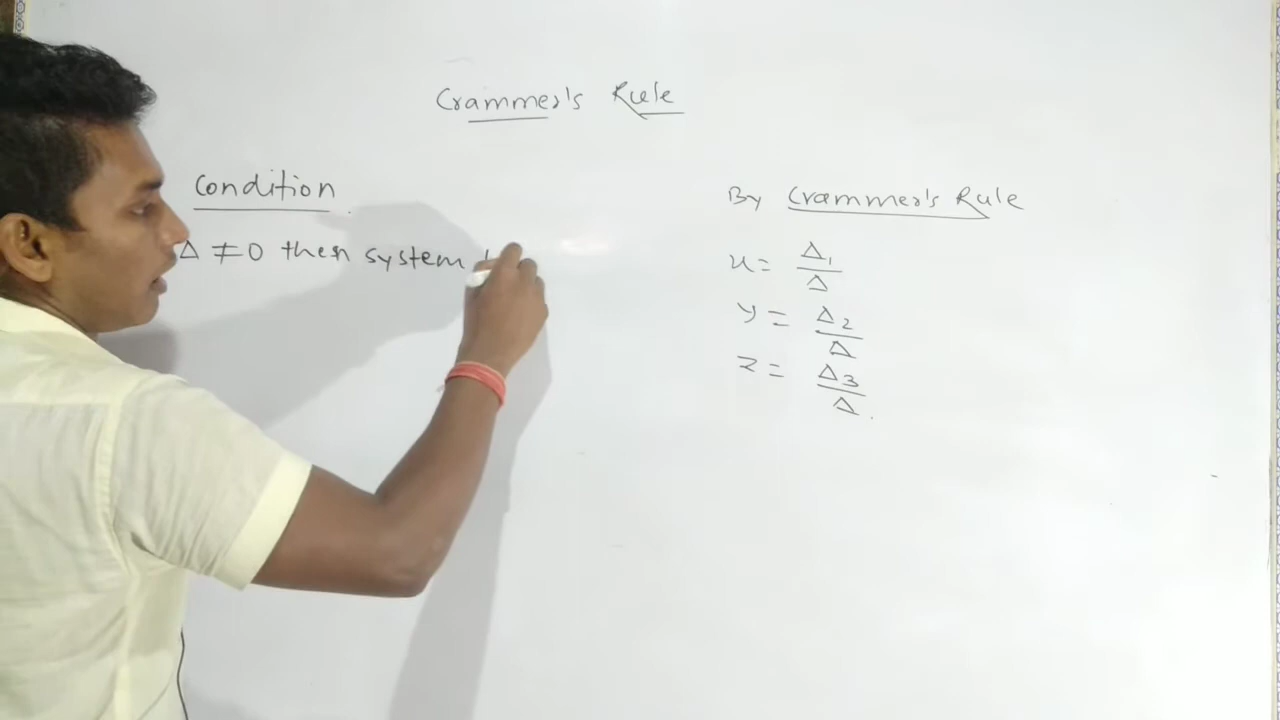 Crammer's Rule
Condition
Δ ≠ 0 then system
By Crammer's Rule
x = Δ1/Δ
y = Δ2/Δ
z = Δ3/Δ.